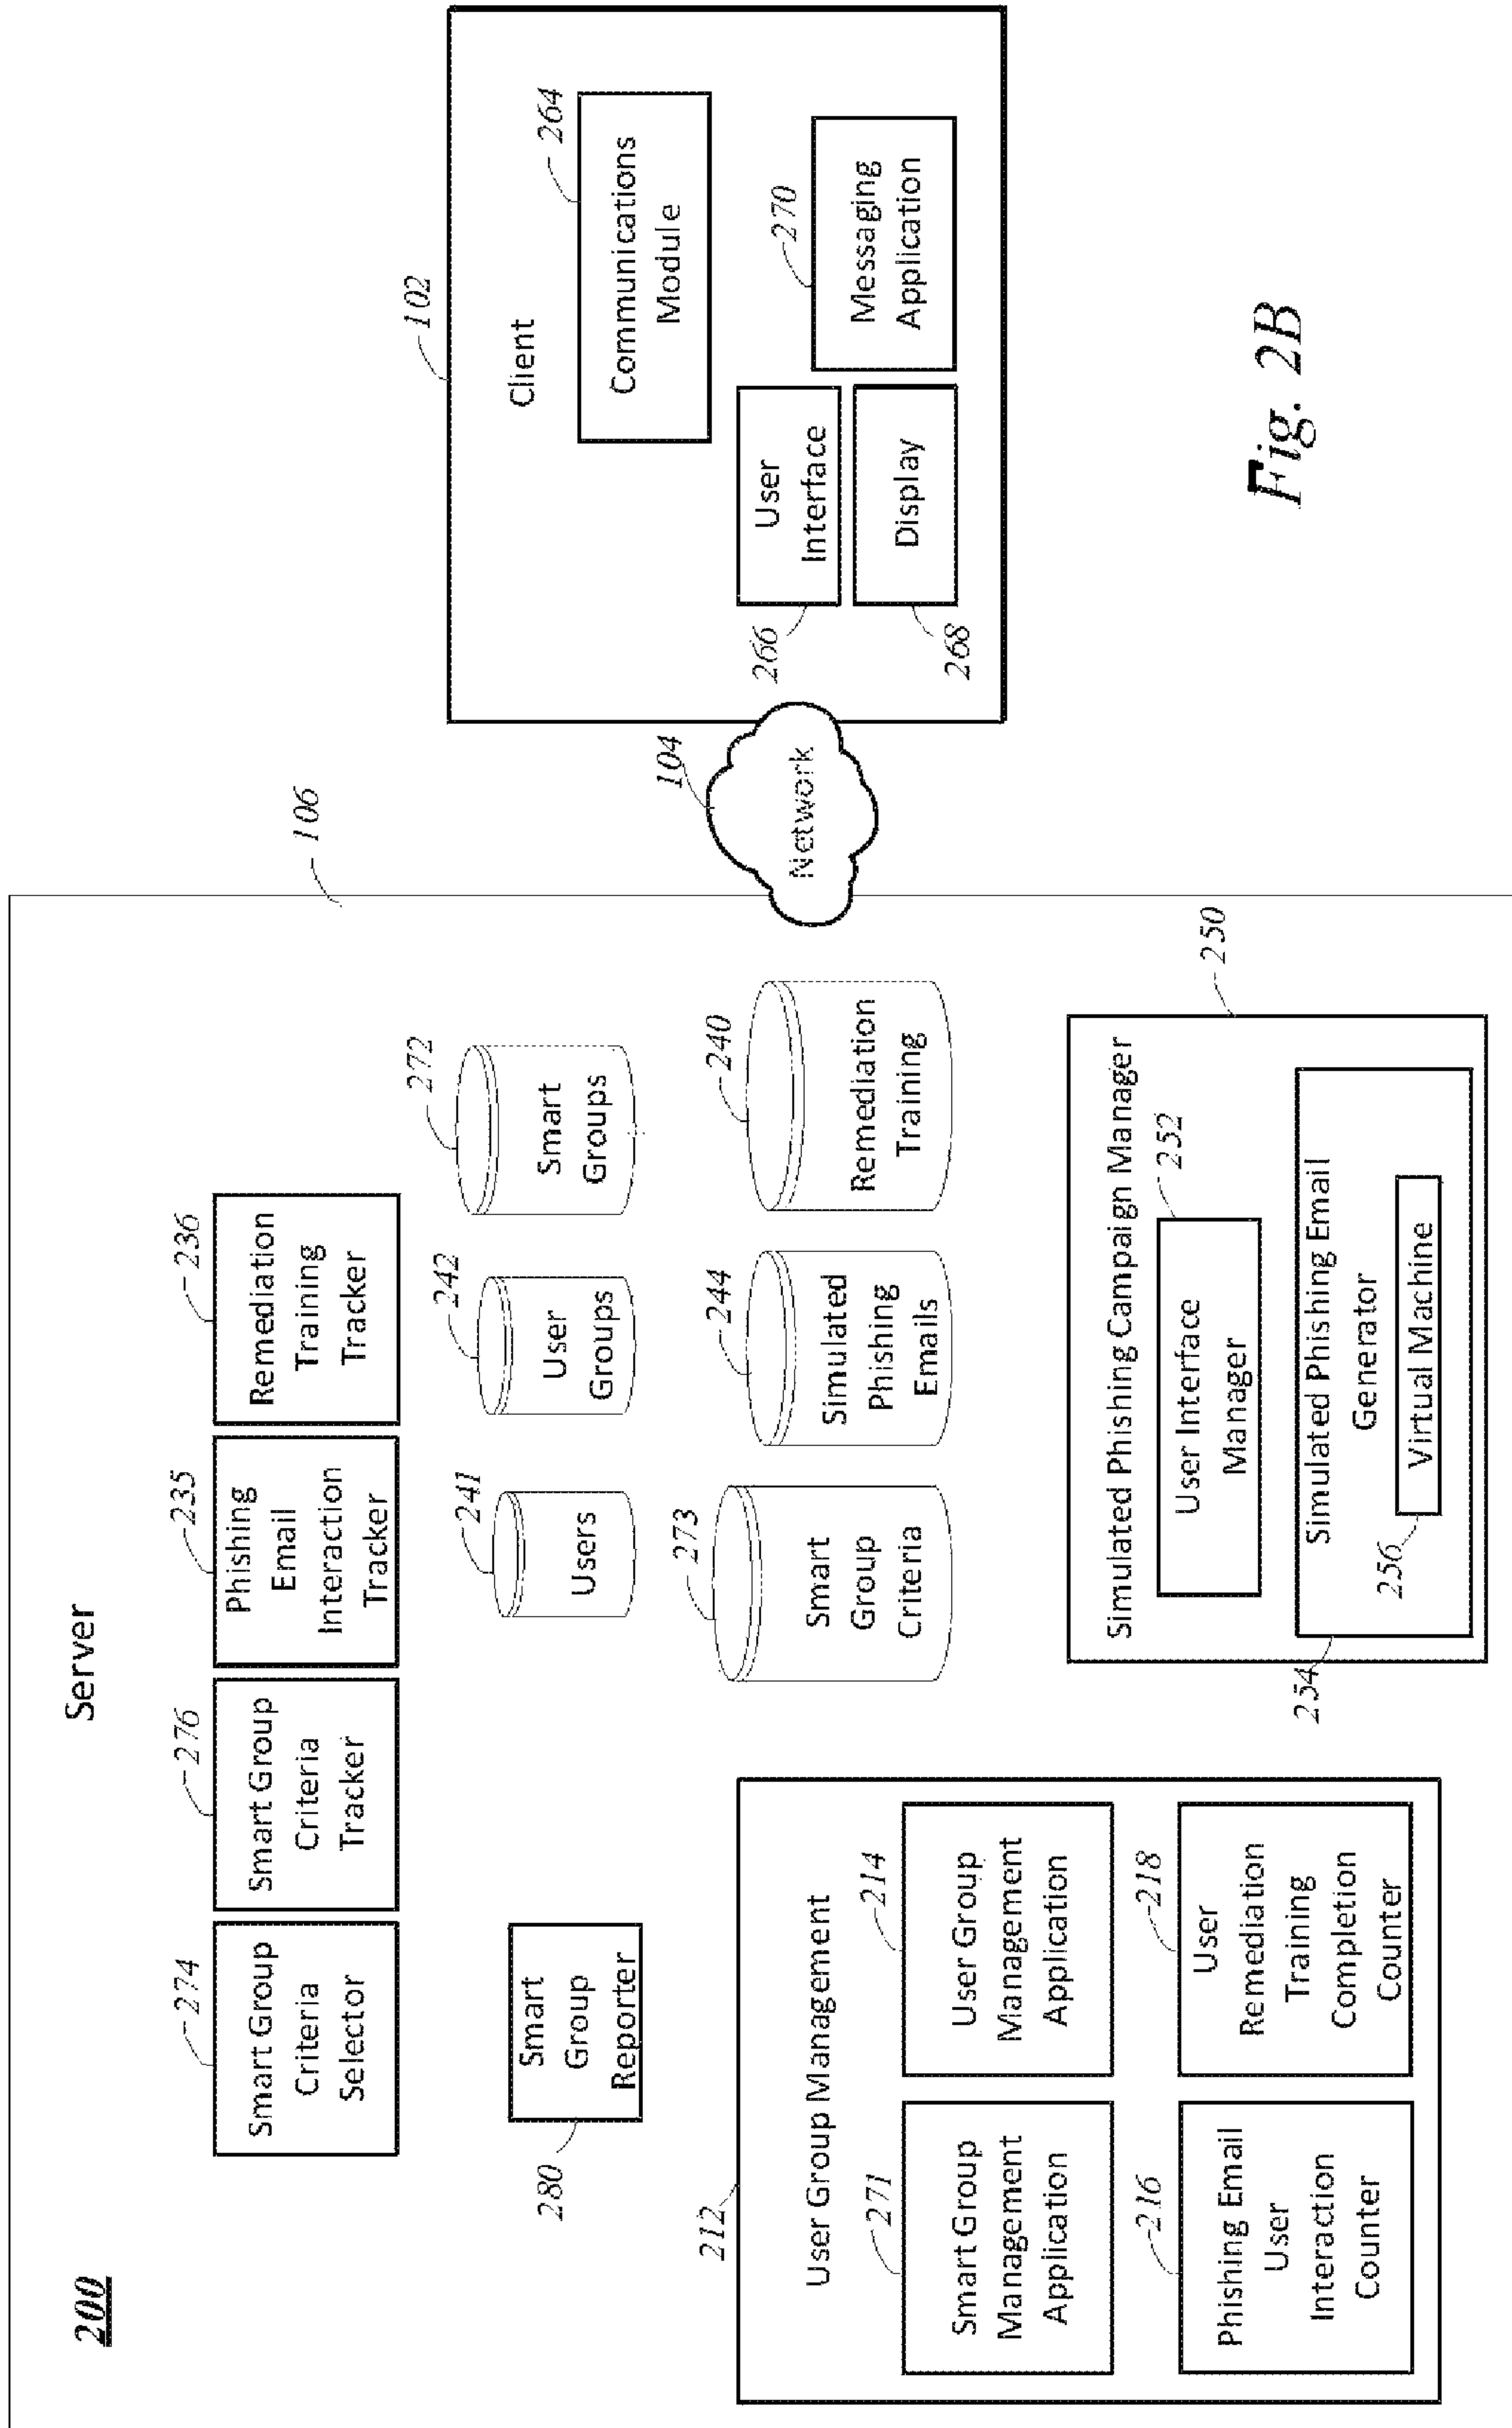 200
Server
274
Smart Group
Criteria
Selector
276
Smart Group
Criteria
Tracker
235
Phishing
Email
Interaction
Tracker
236
Remediation
Training
Tracker
106
280
Smart
Group
Reporter
241
Users
242
User
Groups
272
Smart
Groups
273
Smart
Group
Criteria
244
Simulated
Phishing
Emails
240
Remediation
Training
212
User Group Management
271
Smart Group
Management
Application
214
User Group
Management
Application
216
Phishing Email
User
Interaction
Counter
218
User
Remediation
Training
Completion
Counter
250
Simulated Phishing Campaign Manager
252
User Interface
Manager
254
Simulated Phishing Email
Generator
256
Virtual Machine
104
Network
102
Client
264
Communications
Module
266
User
Interface
268
Display
270
Messaging
Application
Fig. 2B